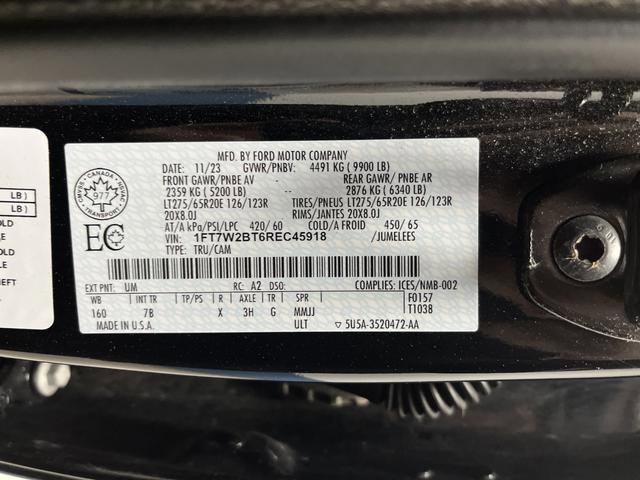 MFD. BY FORD MOTOR COMPANY
DATE: 11/23 GVWR/PNBV: 4491 KG ( 9900 LB)
FRONT GAWR/PNBE AV REAR GAWR/PNBE AR
2359 KG ( 5200 LB) 2876 KG ( 6340 LB)
LT275/65R20E 126/123R TIRES/PNEUS LT275/65R20E 126/123R
20X8.0J RIMS/JANTES 20X8.0J
AT/A kPa/PSI/LPC 420/60 COLD/A FROID 450/65
VIN: 1FT7W2BT6REC45918 /JUMELEES
TYPE: TRU/CAM
EXT PNT: UM RC: A2 DSO: COMPLIES: ICES/NMB-002
WB INT TR TP/PS R AXLE TR SPR F0157
160 7B X 3H G MMJJ T1038
MADE IN U.S.A. ULT 5U5A-3520472-AA
977
TRANSPORT
EC
LB )
LB )
OLD
OLD
THEFT
CLE